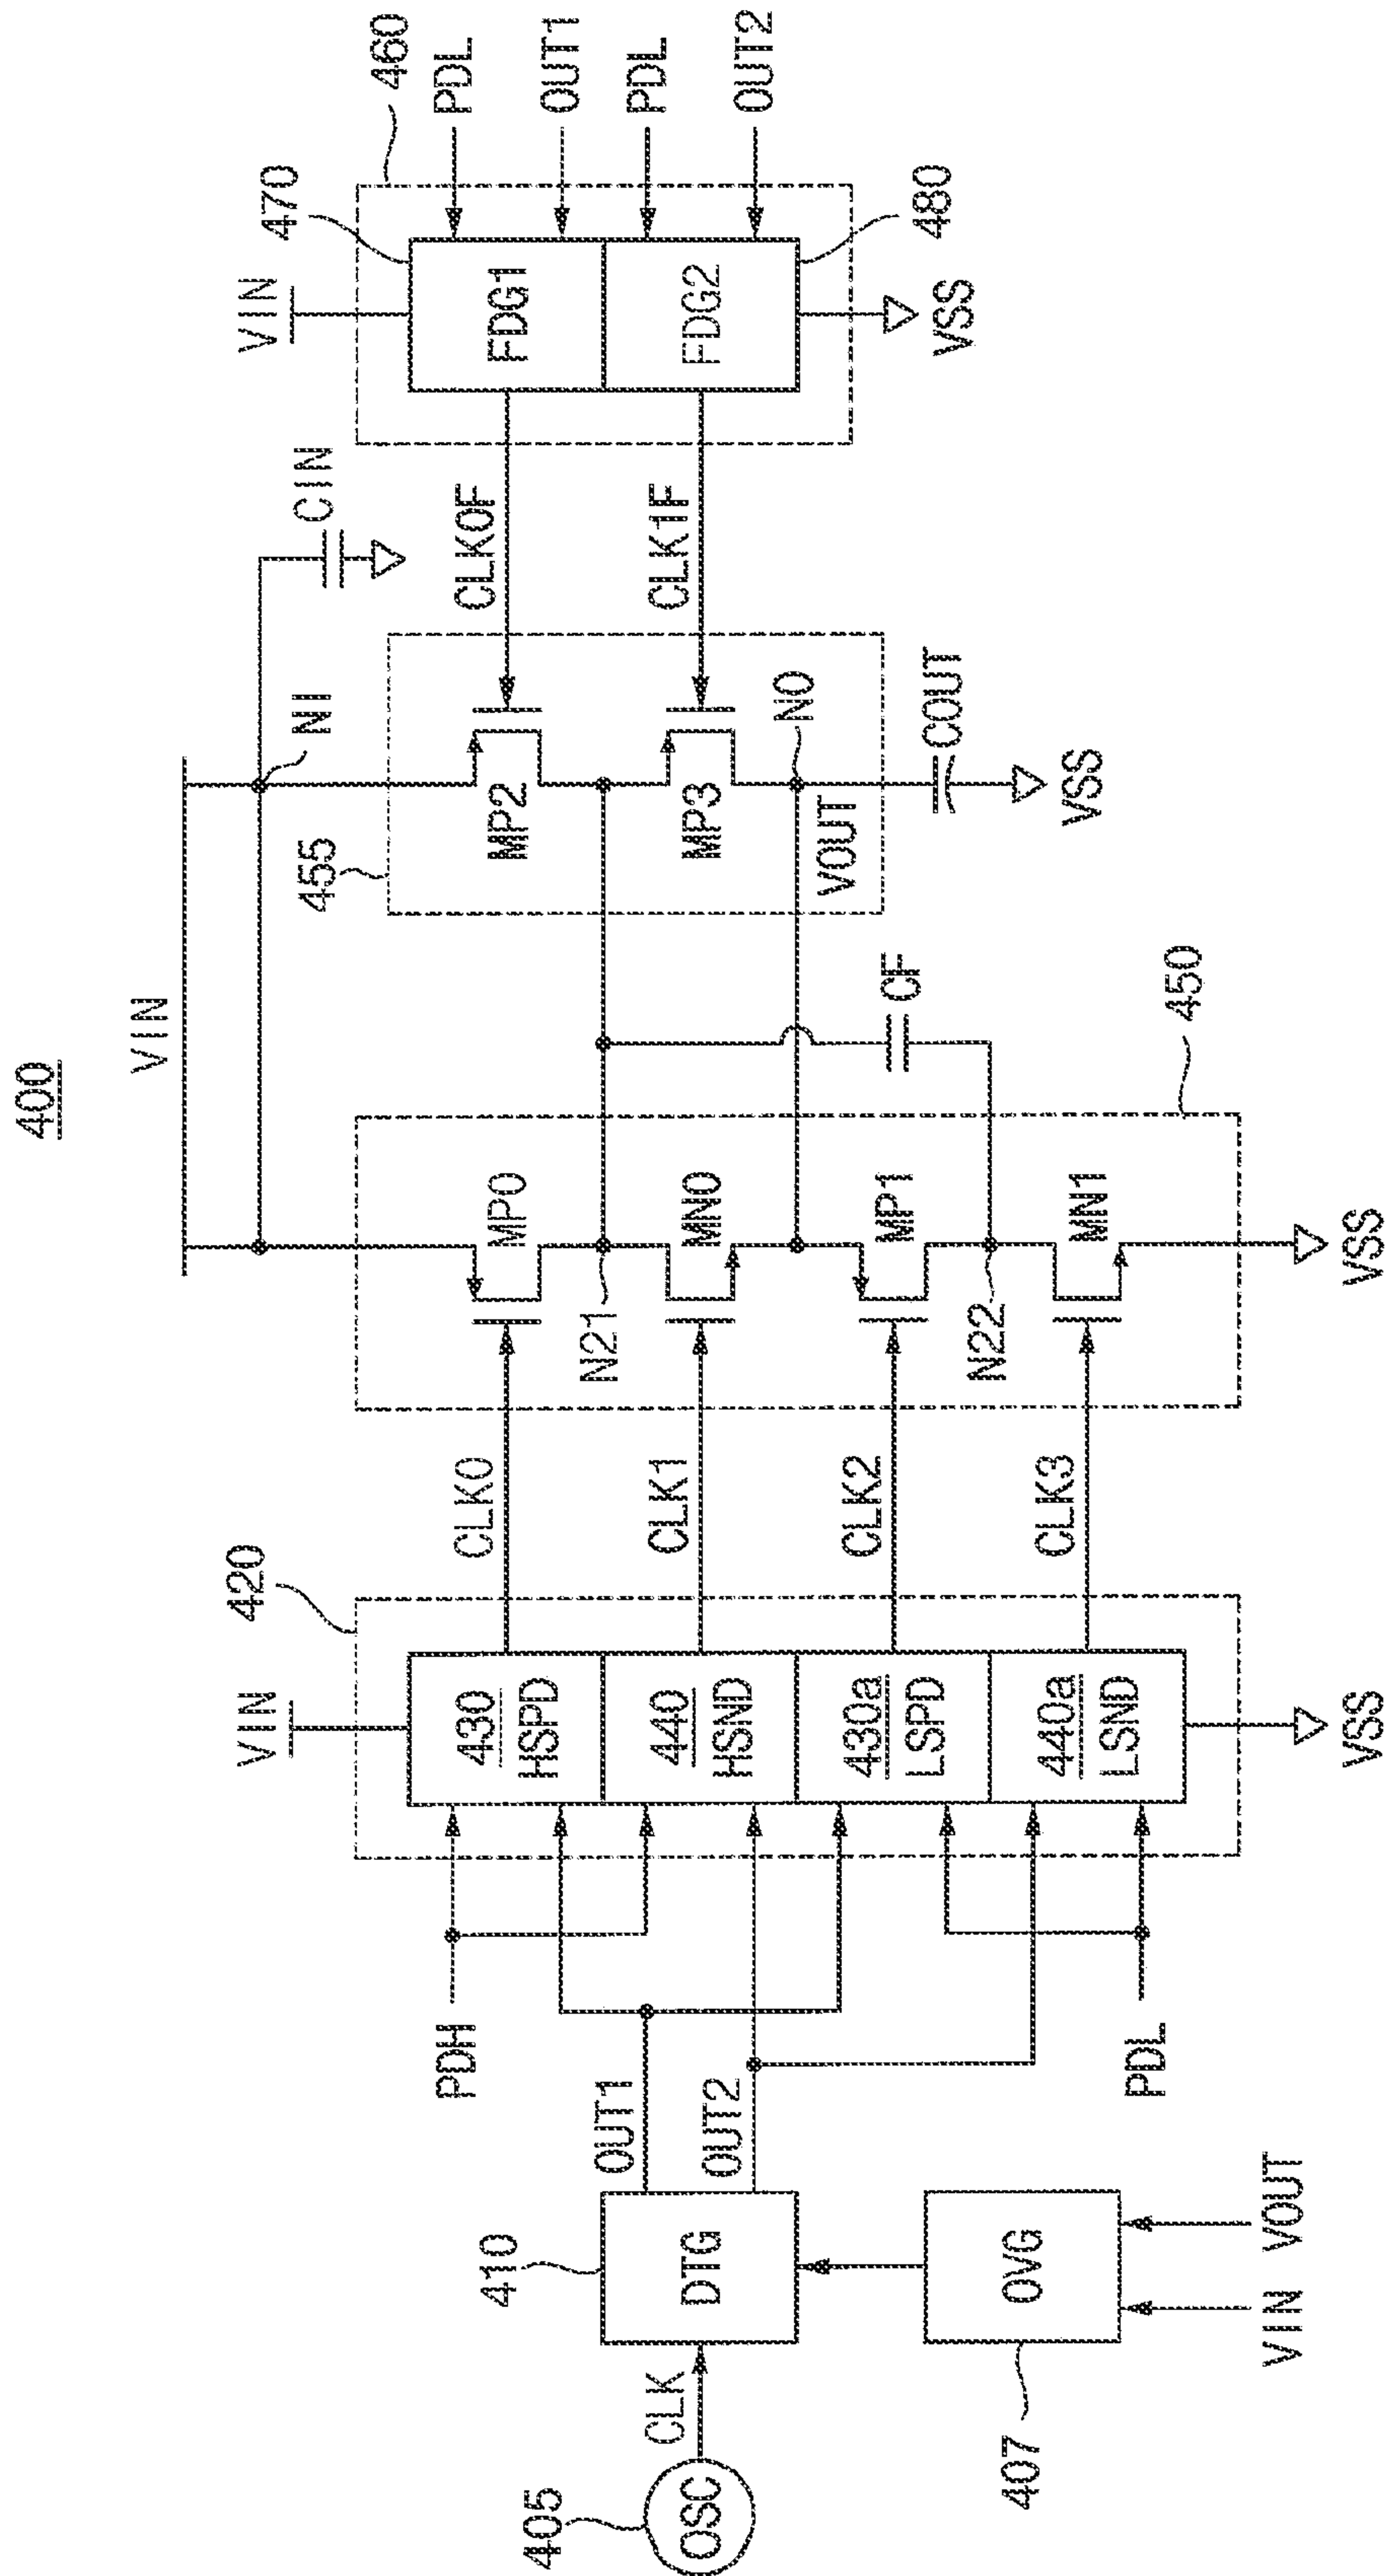 400
VIN
NI
CIN
VIN
420
VIN
470
460
430
HSPD
440
HSND
430a
LSPD
440a
LSND
VSS
PDH
OUT1
OUT2
PDL
CLK0
CLK1
CLK2
CLK3
MP0
MN0
MP1
MN1
N21
N22
450
VSS
CF
455
MP2
MP3
VOUT
NO
COUT
VSS
CLK0F
CLK1F
FDG1
FDG2
PDL
OUT1
PDL
OUT2
480
VSS
405
OSC
CLK
410
DTG
OVG
407
VIN
VOUT